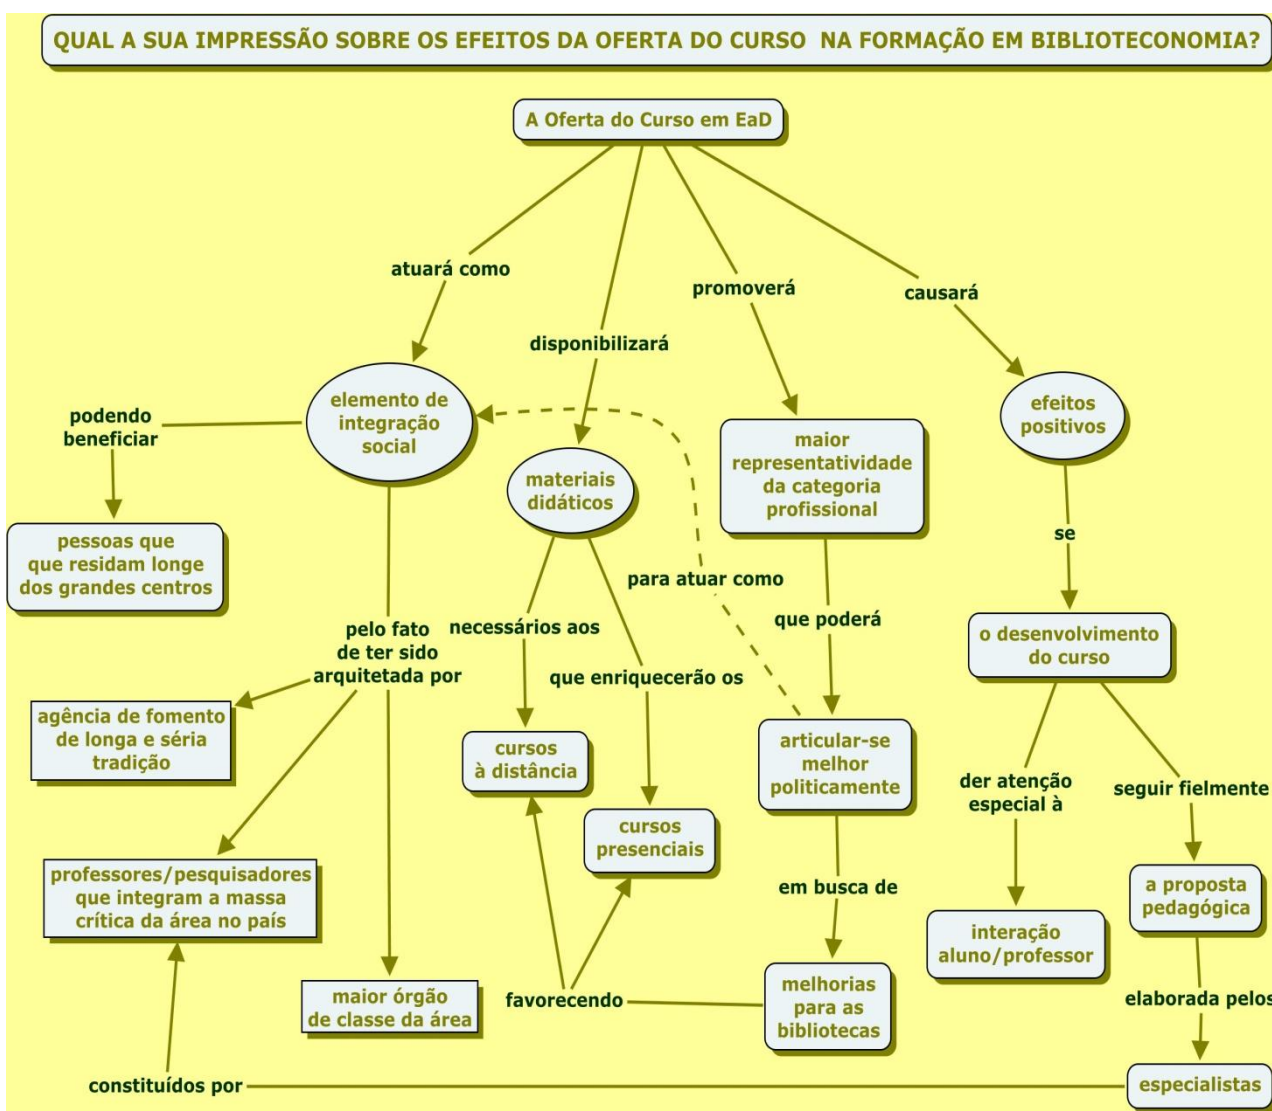 QUAL A SUA IMPRESSÃO SOBRE OS EFEITOS DA OFERTA DO CURSO NA FORMAÇÃO EM BIBLIOTECONOMIA?
A Oferta do Curso em EaD
atuará como
promoverá
causará
disponibilizará
elemento de
integração
social
podendo
beneficiar
efeitos
positivos
maior
representatividade
da categoria
profissional
materiais
didáticos
pessoas que
que residam longe
dos grandes centros
se
para atuar como
que poderá
necessários aos
pelo fato
de ter sido
arquitetada por
o desenvolvimento
do curso
que enriquecerão os
agência de fomento
de longa e séria
tradição
cursos
à distância
articular-se
melhor
politicamente
der atenção
especial à
seguir fielmente
cursos
presenciais
professores/pesquisadores
que integram a massa
crítica da área no país
em busca de
a proposta
pedagógica
interação
aluno/professor
maior órgão
de classe da área
favorecendo
melhorias
para as
bibliotecas
elaborada pelos
constituídos por
especialistas